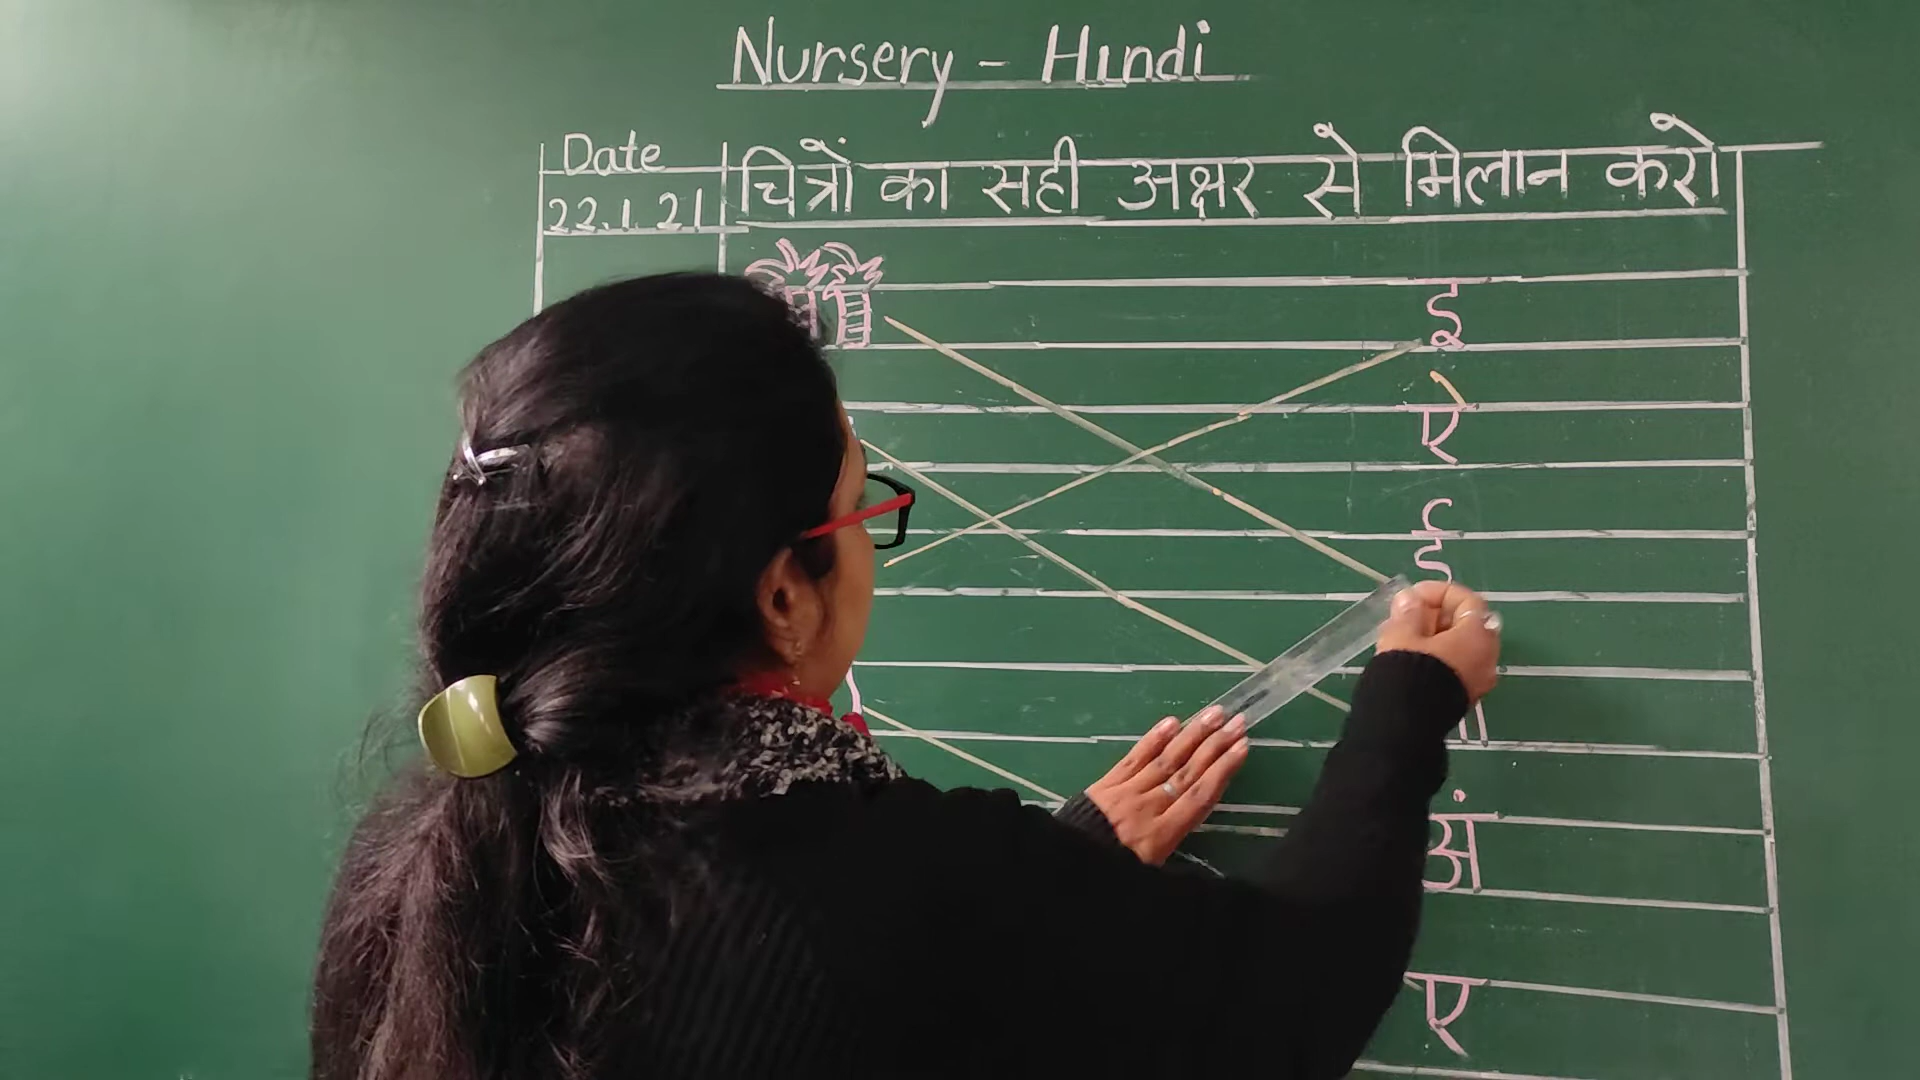 Nursery - Hindi
Date
22.1.21
चित्रों का सही अक्षर से मिलान करो
इ
ऐ
ई
अं
ए